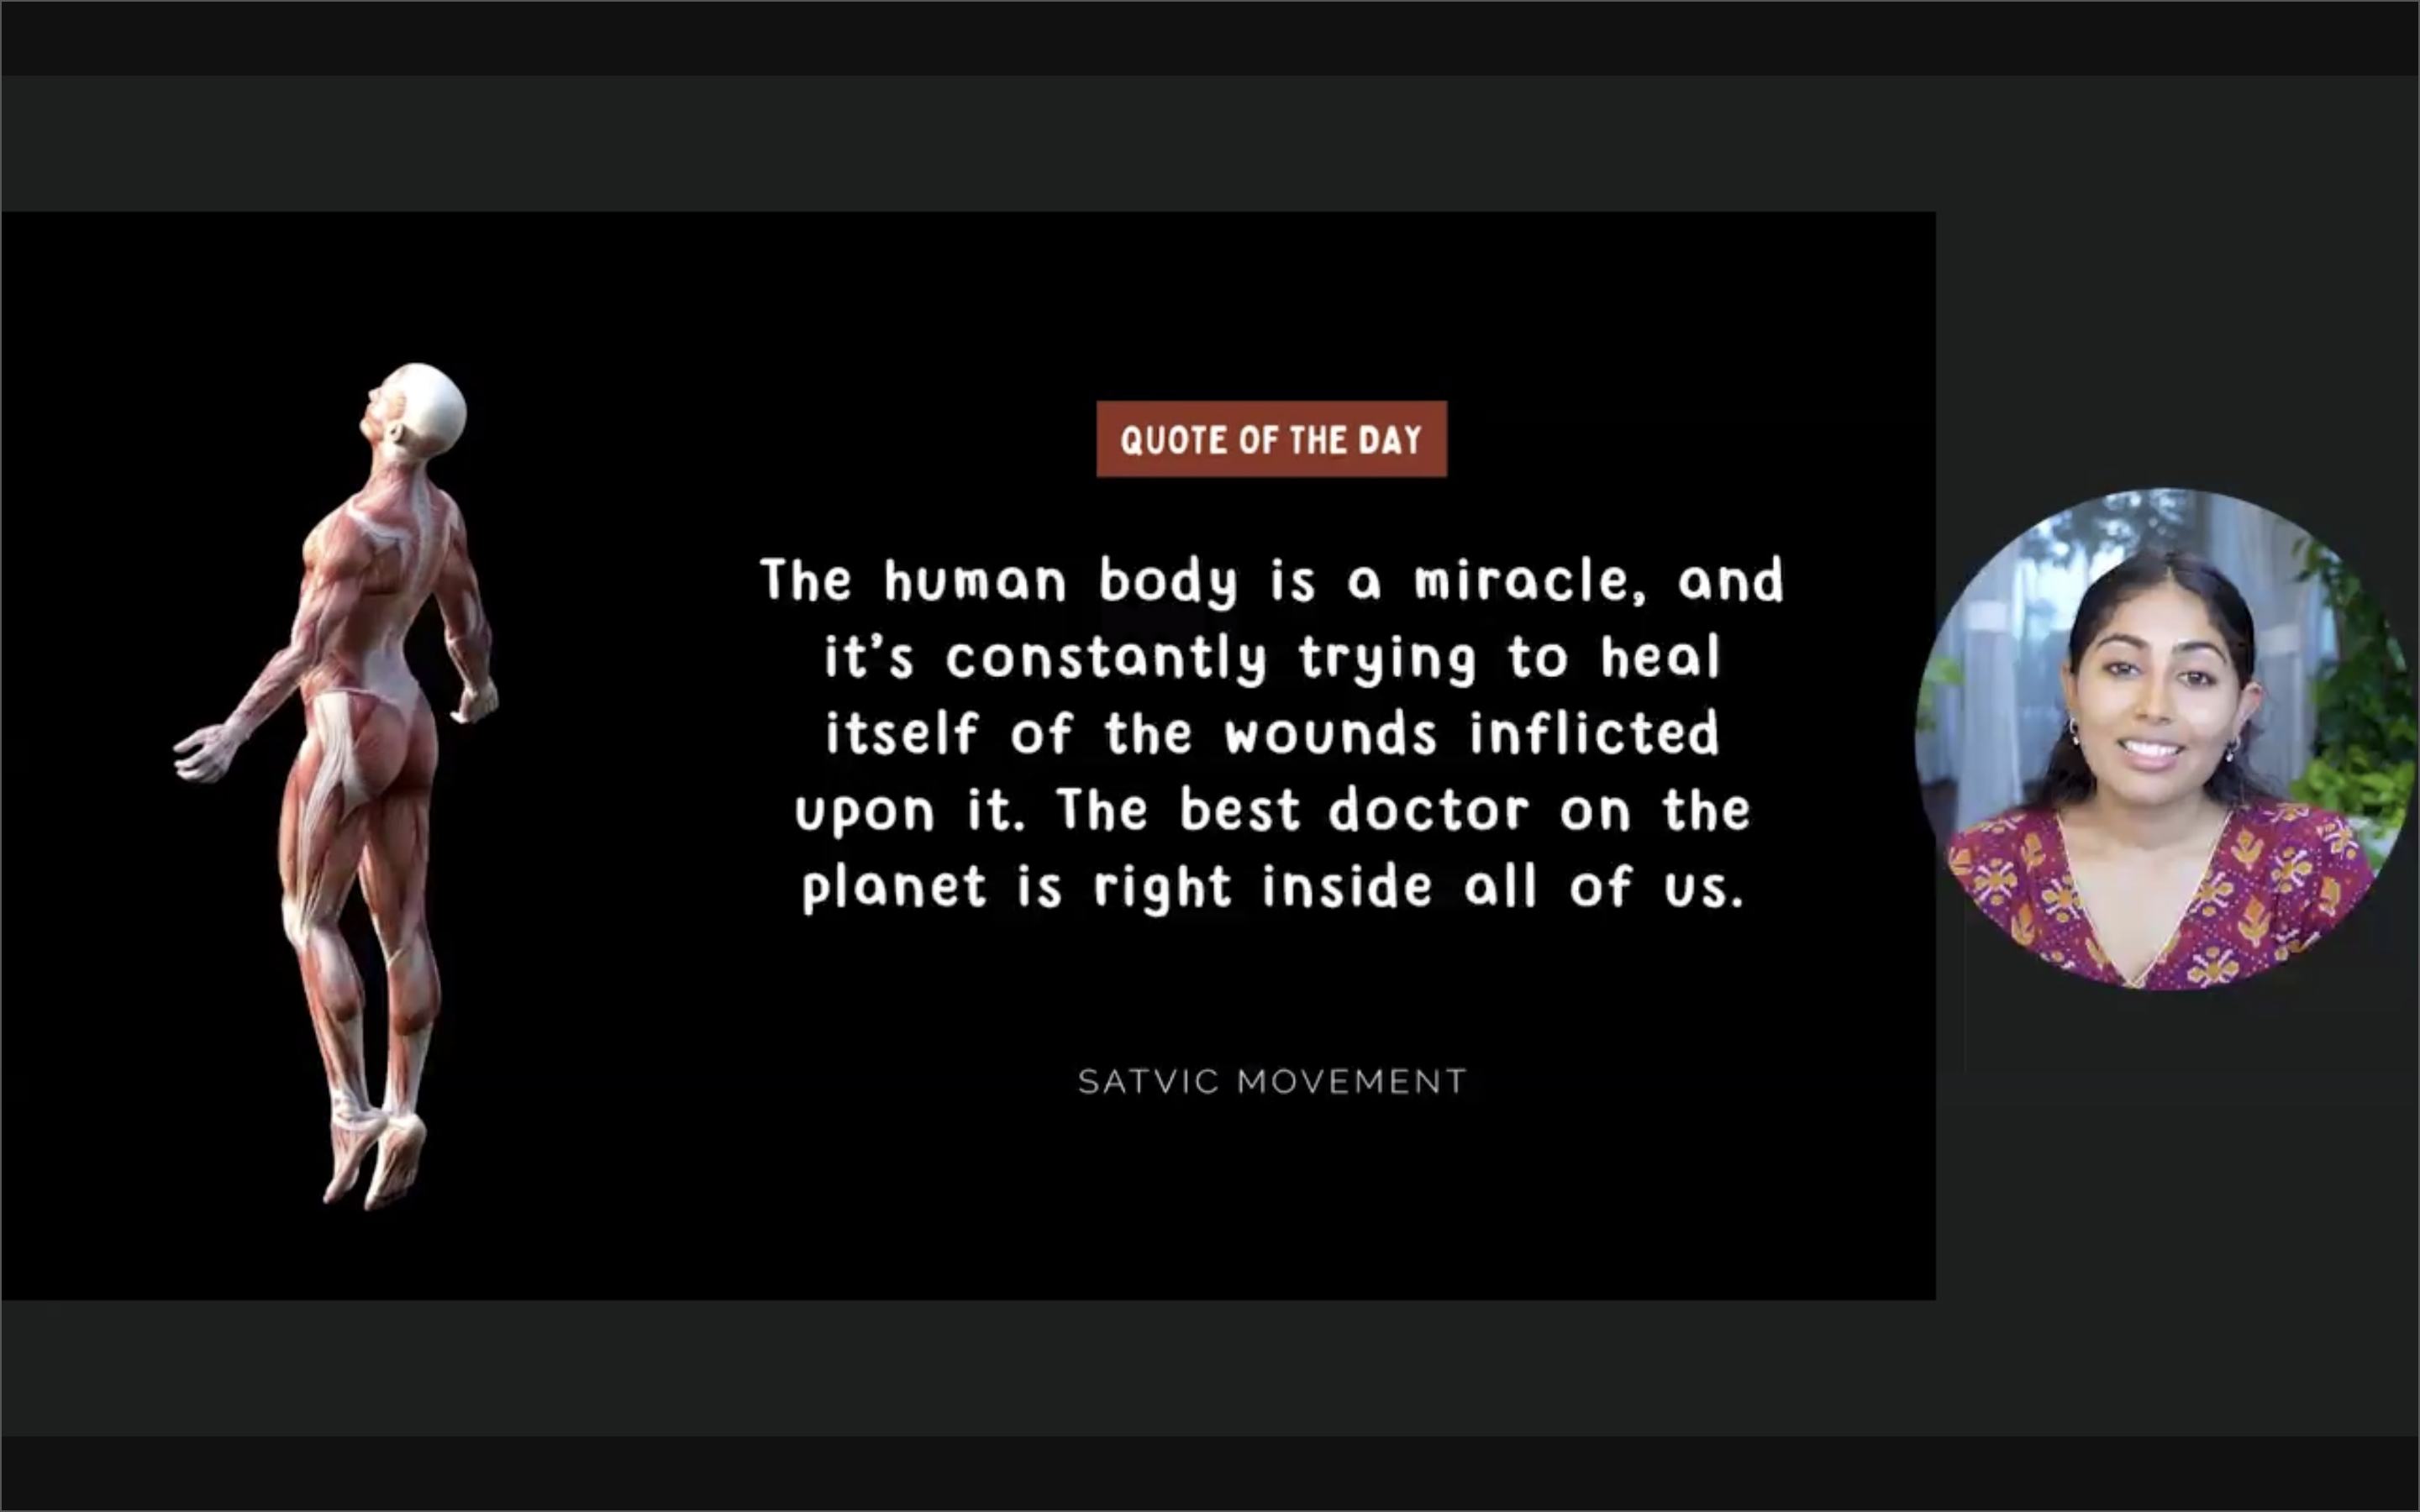 QUOTE OF THE DAY
The human body is a miracle, and
it's constantly trying to heal
itself of the wounds inflicted
upon it. The best doctor on the
planet is right inside all of us.
SATVIC MOVEMENT